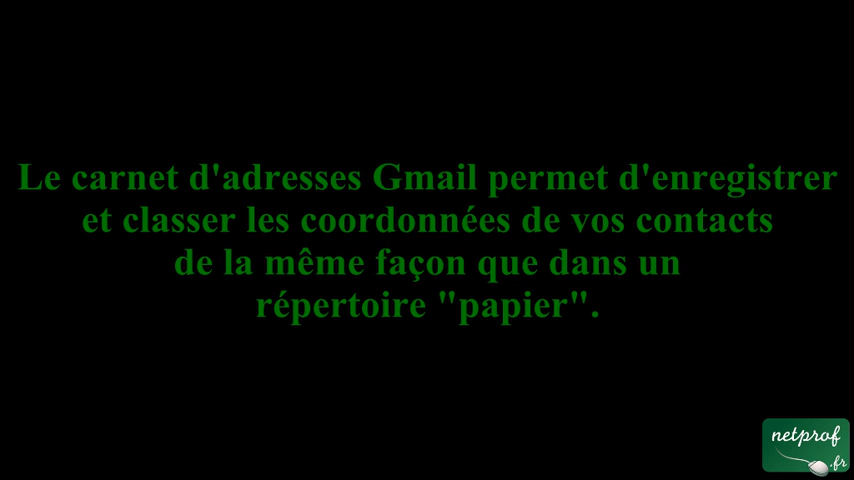 Le carnet d'adresses Gmail permet d'enregistrer
et classer les coordonnées de vos contacts
de la même façon que dans un
répertoire "papier".
netprof
.fr